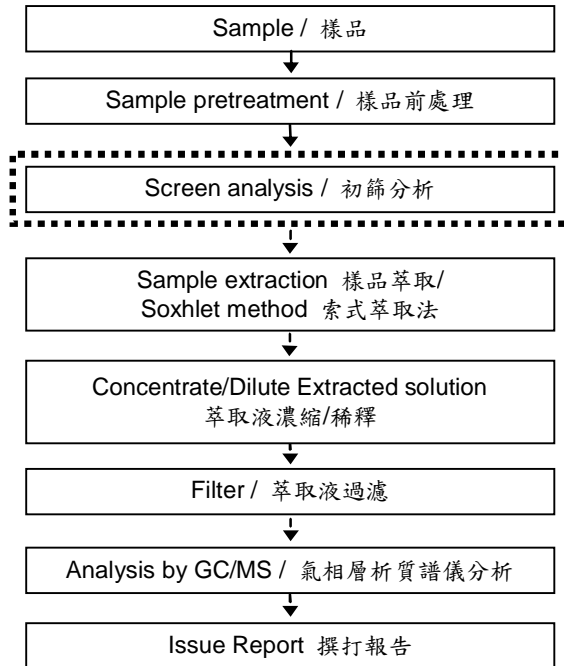 Sample / 樣品
Sample pretreatment / 樣品前處理
Screen analysis / 初篩分析
Sample extraction 樣品萃取/
Soxhlet method 索式萃取法
Concentrate/Dilute Extracted solution
萃取液濃縮/稀釋
Filter / 萃取液過濾
Analysis by GC/MS / 氣相層析質譜儀分析
Issue Report 撰打報告